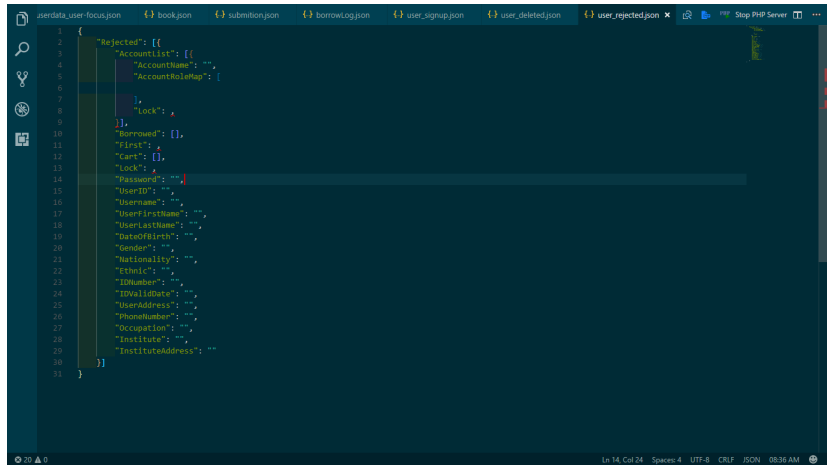 userdata_user-focus.json {.} book.json {.} submition.json {.} borrowLog.json {.} user_signup.json {.} user_deleted.json {.} user_rejected.json × PHP Stop PHP Server ...
1 {
2 "Rejected": [{
3 "AccountList": [{
4 "AccountName": "",
5 "AccountRoleMap": [
6
7 ],
8 "Lock": ,
9 }],
10 "Borrowed": [],
11 "First": ,
12 "Cart": [],
13 "Lock": ,
14 "Password": "",
15 "UserID": "",
16 "Username": "",
17 "UserFirstName": "",
18 "UserLastName": "",
19 "DateOfBirth": "",
20 "Gender": "",
21 "Nationality": "",
22 "Ethnic": "",
23 "IDNumber": "",
24 "IDValidDate": "",
25 "UserAddress": "",
26 "PhoneNumber": "",
27 "Occupation": "",
28 "Institute": "",
29 "InstituteAddress": ""
30 }]
31 }
20 0 Ln 14, Col 24 Spaces: 4 UTF-8 CRLF JSON 08:36 AM